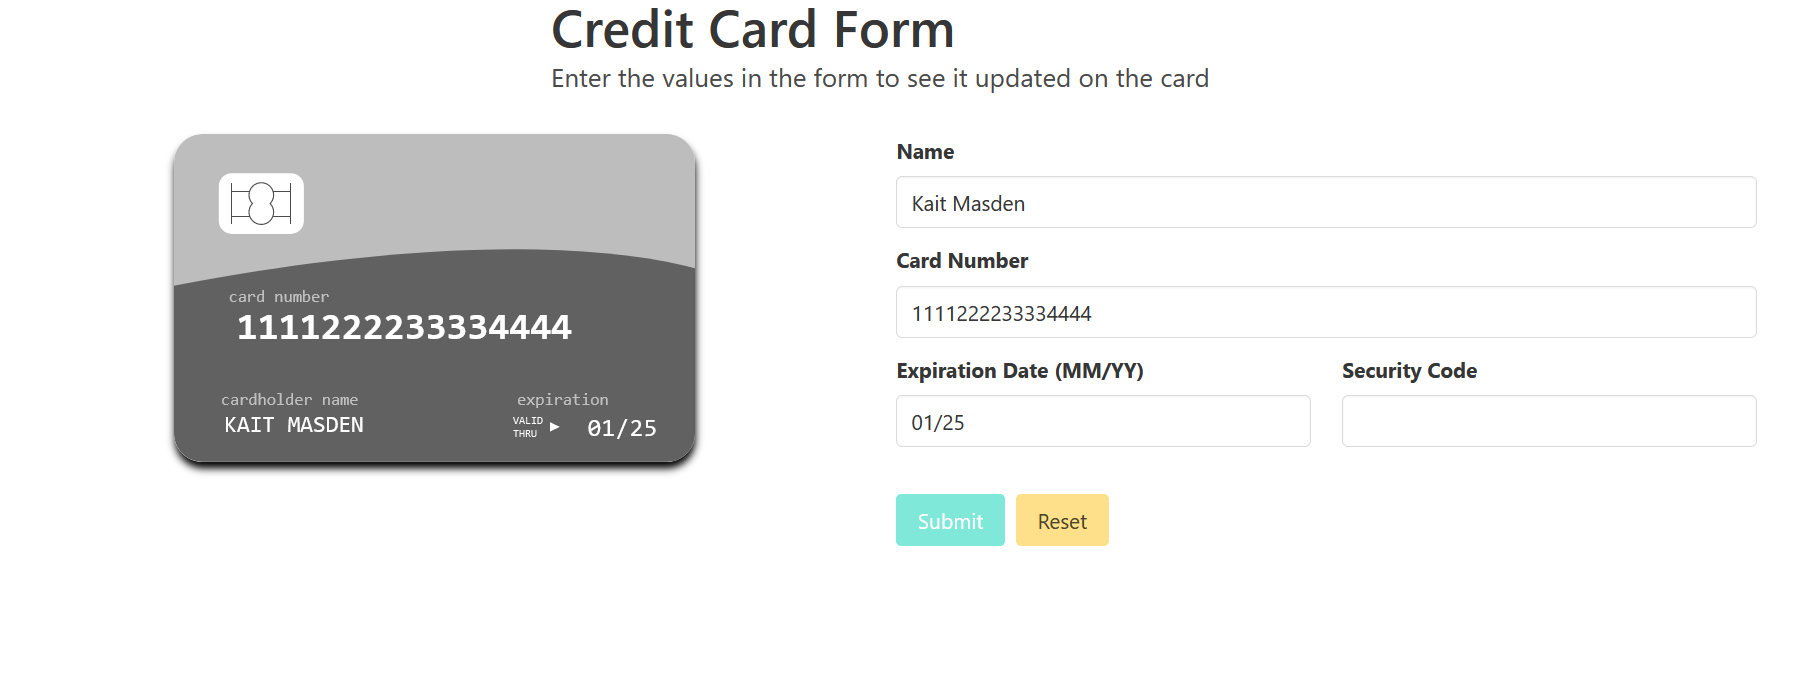 Credit Card Form
Enter the values in the form to see it updated on the card
card number
1111222233334444
cardholder name
KAIT MASDEN
expiration
VALID
THRU
01/25
Name
Kait Masden
Card Number
1111222233334444
Expiration Date (MM/YY)
Security Code
01/25
Submit
Reset